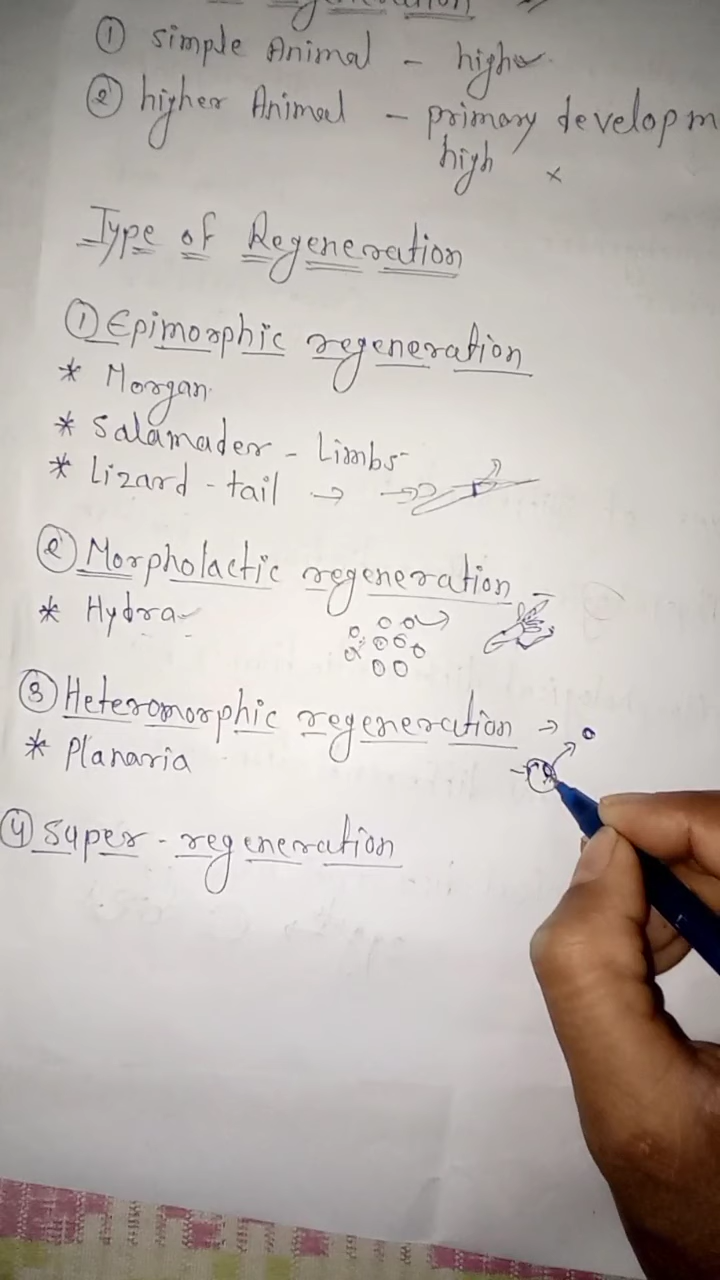 ① Simple Animal - higher
② higher Animal - primary developm
high ×
Type of Regeneration
① Epimorphic regeneration
* Morgan
* Salamader - Limbs
* Lizard - tail →
② Morpholactic regeneration -
* Hydra
③ Heteromorphic regeneration →
* Planaria
④ Super - regeneration